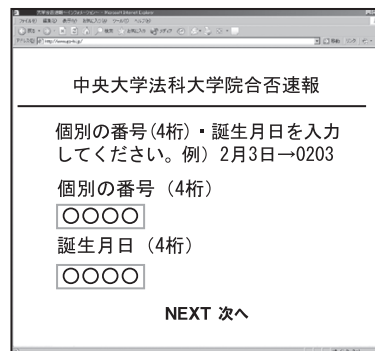 中央大学法科大学院合否速報
個別の番号(4桁)・誕生月日を入力
してください。例) 2月3日→0203
個別の番号 (4桁)
○○○○
誕生月日 (4桁)
○○○○
NEXT 次へ